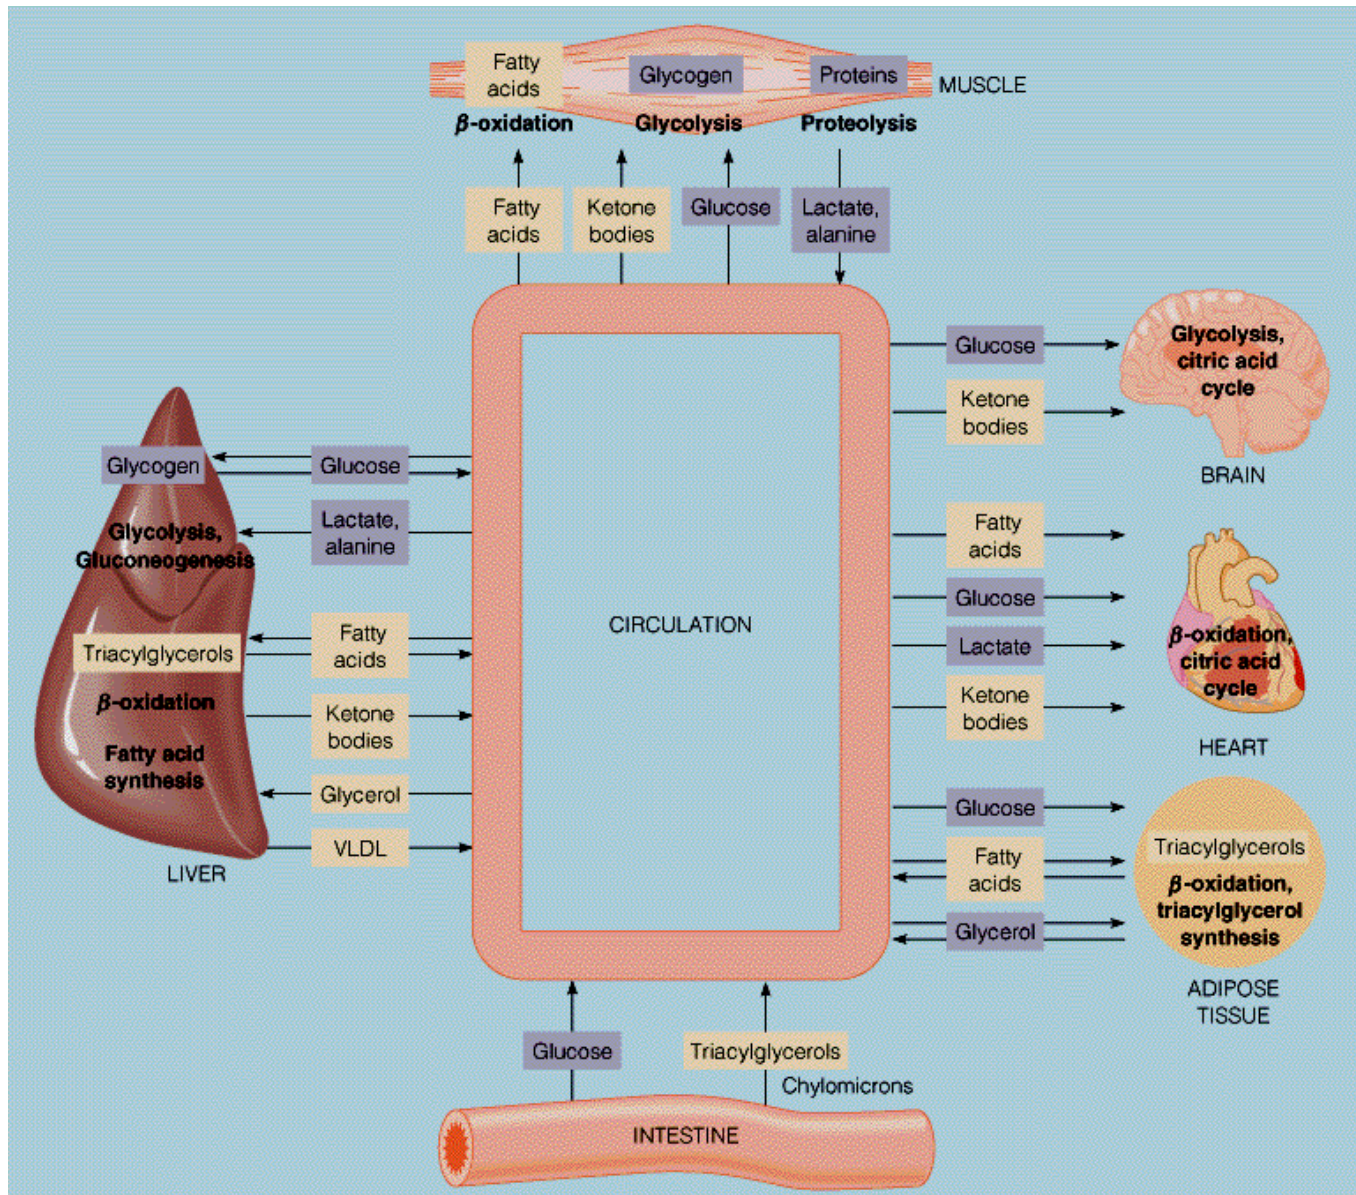 Fatty
acids
Glycogen
Proteins
MUSCLE
β-oxidation
Glycolysis
Proteolysis
Fatty
acids
Ketone
bodies
Glucose
Lactate,
alanine
Glucose
Glycolysis,
citric acid
cycle
Ketone
bodies
BRAIN
Glycogen
Glucose
Lactate,
alanine
Glycolysis,
Gluconeogenesis
Triacylglycerols
Fatty
acids
β-oxidation
Ketone
bodies
Fatty acid
synthesis
Glycerol
VLDL
LIVER
CIRCULATION
Fatty
acids
Glucose
Lactate
Ketone
bodies
β-oxidation,
citric acid
cycle
HEART
Glucose
Fatty
acids
Glycerol
Triacylglycerols
β-oxidation,
triacylglycerol
synthesis
ADIPOSE
TISSUE
Glucose
Triacylglycerols
Chylomicrons
INTESTINE